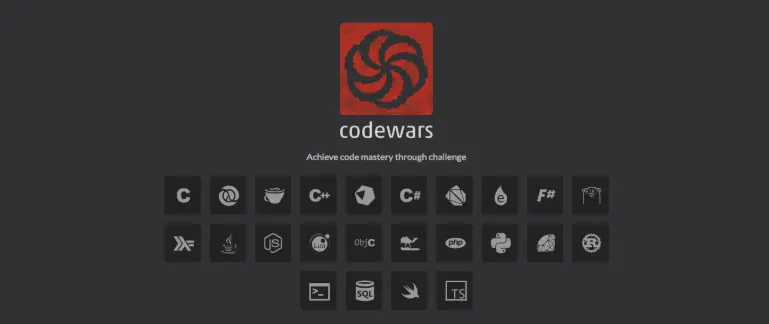 codewars
Achieve code mastery through challenge
C C++ C# e F#
JS Lua ObjC php
SQL TS